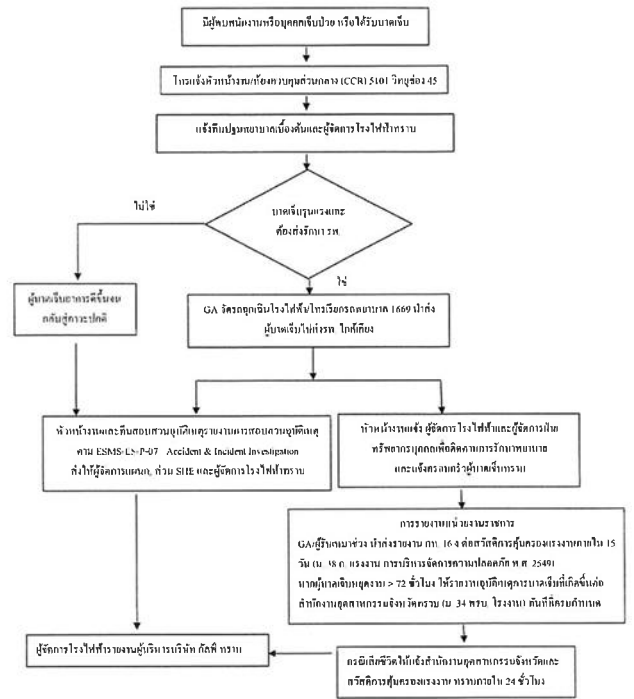 มีผู้พบพนักงานหรือบุคคลเจ็บป่วย หรือได้รับบาดเจ็บ
โทรแจ้งหัวหน้างาน/ห้องควบคุมส่วนกลาง (CCR) 5101 วิทยุช่อง 45
แจ้งทีมปฐมพยาบาลเบื้องต้นและผู้จัดการโรงไฟฟ้าทราบ
บาดเจ็บรุนแรงและ
ต้องส่งรักษา รพ.
ไม่ใช่
ใช่
ผู้บาดเจ็บอาการดีขึ้นจน
กลับสู่ภาวะปกติ
GA จัดรถฉุกเฉินโรงไฟฟ้า/โทรเรียกรถพยาบาล 1669 นำส่ง
ผู้บาดเจ็บไปยังรพ. ใกล้เคียง
หัวหน้างานและทีมสอบสวนอุบัติเหตุรายงานการสอบสวนอุบัติเหตุ
ตาม ESMS-ES-P-07 Accident & Incident Investigation
ส่งให้ผู้จัดการแผนก, ส่วน SHE และผู้จัดการโรงไฟฟ้าทราบ
หัวหน้างานแจ้ง ผู้จัดการโรงไฟฟ้าและผู้จัดการฝ่าย
ทรัพยากรบุคคลเพื่อติดตามการรักษาพยาบาล
และแจ้งครอบครัวผู้บาดเจ็บทราบ
การรายงานหน่วยงานราชการ
GA/ผู้รับเหมาช่วง นำส่งรายงาน กท. 16 ต่อสวัสดิการคุ้มครองแรงงานภายใน 15
วัน แรงงาน การบริหารจัดการความปลอดภัย พ.ศ. 2549)
หากผู้บาดเจ็บหยุดงาน > 72 ชั่วโมง ให้รายงานอุบัติเหตุการบาดเจ็บที่เกิดขึ้นต่อ
สำนักงานอุตสาหกรรมจังหวัดทราบ (ม. 34 พรบ. โรงงาน) ทันทีที่ครบกำหนด
ผู้จัดการโรงไฟฟ้ารายงานผู้บริหารบริษัท กัลฟ์ ทราบ
กรณีเสียชีวิตให้แจ้งสำนักงานอุตสาหกรรมจังหวัดและ
สวัสดิการคุ้มครองแรงงาน ทราบภายใน 24 ชั่วโมง